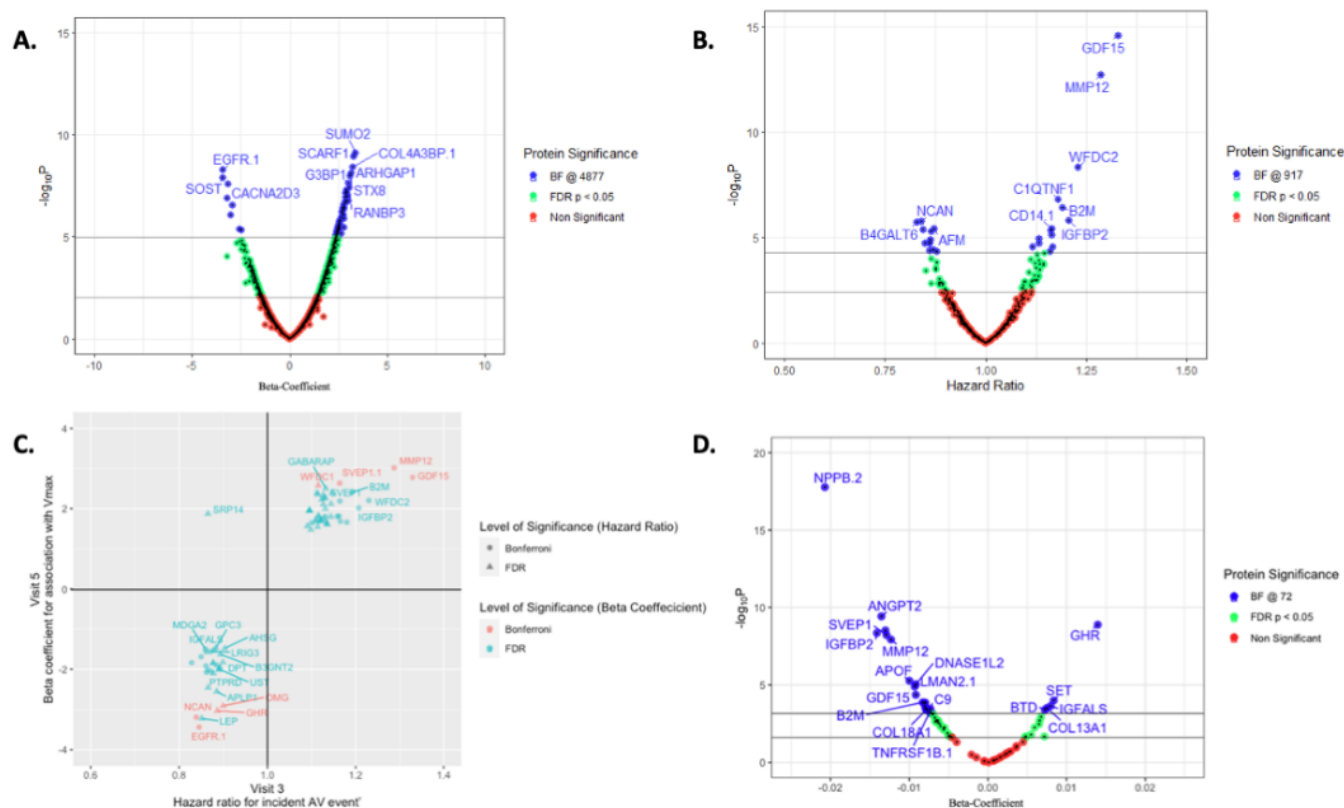 A.
15
10
5
0
-log10P
-10
-5
0
5
10
Beta-Coefficient
SUMO2
SCARF1
COL4A3BP.1
G3BP1
ARHGAP1
STX8
RANBP3
EGFR.1
SOST
CACNA2D3
Protein Significance
BF @ 4877
FDR p < 0.05
Non Significant
B.
15
10
5
0
-log10P
0.50
0.75
1.00
1.25
1.50
Hazard Ratio
GDF15
MMP12
WFDC2
C1QTNF1
B2M
CD14.1
IGFBP2
NCAN
B4GALT6
AFM
Protein Significance
BF @ 917
FDR p < 0.05
Non Significant
C.
Visit 5
Beta coefficient for association with Vmax
4
2
0
-2
-4
0.6
0.8
1.0
1.2
1.4
Visit 3
Hazard ratio for incident AV event'
GABARAP
WFDC1
SVEP1.1
MMP12
GDF15
SVEP1
B2M
WFDC2
IGFBP2
SRP14
MDGA2
GPC3
IGFALS
AHSG
LRIG3
B3GNT2
DPT
UST
PTPRD
APLP1
OMG
NCAN
GHR
LEP
EGFR.1
Level of Significance (Hazard Ratio)
Bonferroni
FDR
Level of Significance (Beta Coeffecicient)
Bonferroni
FDR
D.
20
15
10
5
0
-log10P
-0.02
-0.01
0.00
0.01
0.02
Beta-Coefficient
NPPB.2
ANGPT2
SVEP1
IGFBP2
MMP12
GHR
APOF
DNASE1L2
LMAN2.1
GDF15
C9
B2M
COL18A1
TNFRSF1B.1
SET
BTD
IGFALS
COL13A1
Protein Significance
BF @ 72
FDR p < 0.05
Non Significant